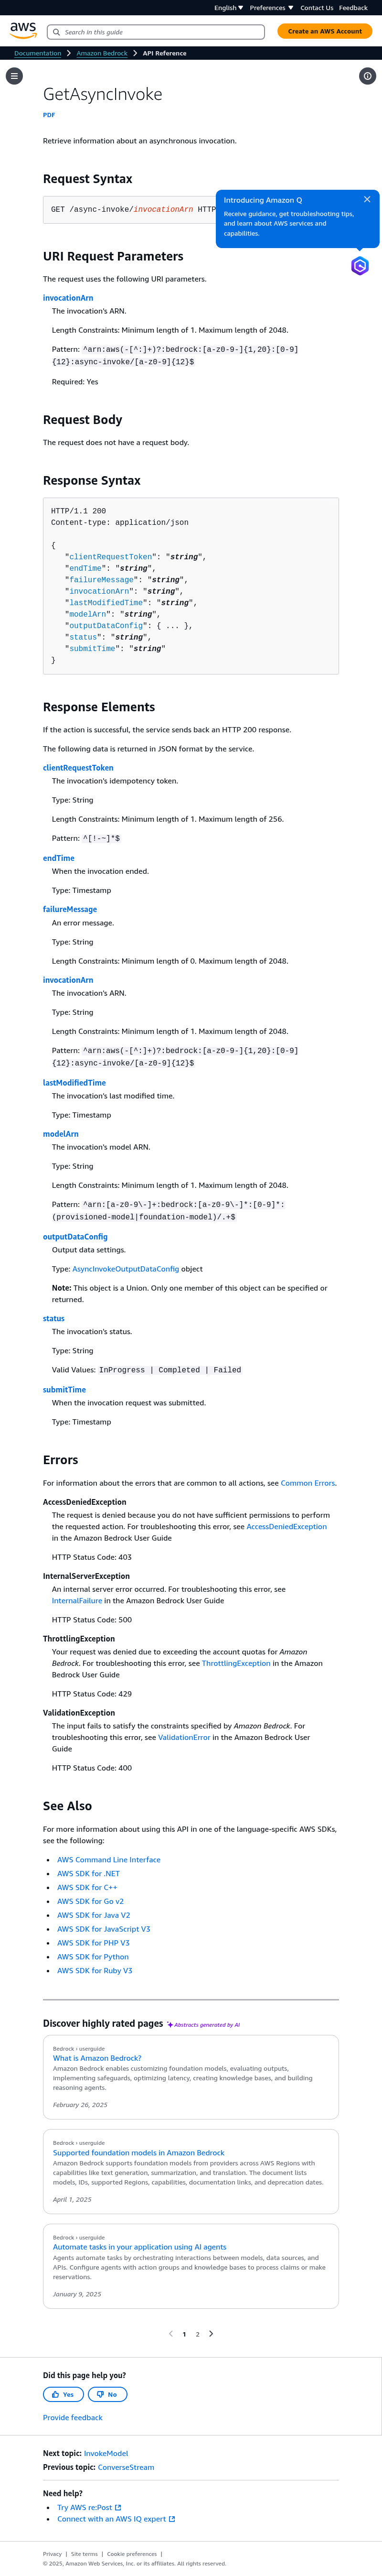 English Preferences Contact Us Feedback
aws
Search in this guide
Create an AWS Account
Documentation Amazon Bedrock API Reference
GetAsyncInvoke
PDF
Retrieve information about an asynchronous invocation.
Request Syntax
GET /async-invoke/invocationArn HTTP
Introducing Amazon Q
Receive guidance, get troubleshooting tips,
and learn about AWS services and
capabilities.
URI Request Parameters
The request uses the following URI parameters.
invocationArn
The invocation's ARN.
Length Constraints: Minimum length of 1. Maximum length of 2048.
Pattern: ^arn:aws(-[^:]+)?:bedrock:[a-z0-9-]{1,20}:[0-9]
{12}:async-invoke/[a-z0-9]{12}$
Required: Yes
Request Body
The request does not have a request body.
Response Syntax
HTTP/1.1 200
Content-type: application/json
{
"clientRequestToken": "string",
"endTime": "string",
"failureMessage": "string",
"invocationArn": "string",
"lastModifiedTime": "string",
"modelArn": "string",
"outputDataConfig": { ... },
"status": "string",
"submitTime": "string"
}
Response Elements
If the action is successful, the service sends back an HTTP 200 response.
The following data is returned in JSON format by the service.
clientRequestToken
The invocation's idempotency token.
Type: String
Length Constraints: Minimum length of 1. Maximum length of 256.
Pattern: ^[!-~]*$
endTime
When the invocation ended.
Type: Timestamp
failureMessage
An error message.
Type: String
Length Constraints: Minimum length of 0. Maximum length of 2048.
invocationArn
The invocation's ARN.
Type: String
Length Constraints: Minimum length of 1. Maximum length of 2048.
Pattern: ^arn:aws(-[^:]+)?:bedrock:[a-z0-9-]{1,20}:[0-9]
{12}:async-invoke/[a-z0-9]{12}$
lastModifiedTime
The invocation's last modified time.
Type: Timestamp
modelArn
The invocation's model ARN.
Type: String
Length Constraints: Minimum length of 1. Maximum length of 2048.
Pattern: ^arn:[a-z0-9\-]+:bedrock:[a-z0-9\-]*:[0-9]*:
(provisioned-model|foundation-model)/.+$
outputDataConfig
Output data settings.
Type: AsyncInvokeOutputDataConfig object
Note: This object is a Union. Only one member of this object can be specified or
returned.
status
The invocation's status.
Type: String
Valid Values: InProgress | Completed | Failed
submitTime
When the invocation request was submitted.
Type: Timestamp
Errors
For information about the errors that are common to all actions, see Common Errors.
AccessDeniedException
The request is denied because you do not have sufficient permissions to perform
the requested action. For troubleshooting this error, see AccessDeniedException
in the Amazon Bedrock User Guide
HTTP Status Code: 403
InternalServerException
An internal server error occurred. For troubleshooting this error, see
InternalFailure in the Amazon Bedrock User Guide
HTTP Status Code: 500
ThrottlingException
Your request was denied due to exceeding the account quotas for Amazon
Bedrock. For troubleshooting this error, see ThrottlingException in the Amazon
Bedrock User Guide
HTTP Status Code: 429
ValidationException
The input fails to satisfy the constraints specified by Amazon Bedrock. For
troubleshooting this error, see ValidationError in the Amazon Bedrock User
Guide
HTTP Status Code: 400
See Also
For more information about using this API in one of the language-specific AWS SDKs,
see the following:
• AWS Command Line Interface
• AWS SDK for .NET
• AWS SDK for C++
• AWS SDK for Go v2
• AWS SDK for Java V2
• AWS SDK for JavaScript V3
• AWS SDK for PHP V3
• AWS SDK for Python
• AWS SDK for Ruby V3
Discover highly rated pages Abstracts generated by AI
Bedrock › userguide
What is Amazon Bedrock?
Amazon Bedrock enables customizing foundation models, evaluating outputs,
implementing safeguards, optimizing latency, creating knowledge bases, and building
reasoning agents.
February 26, 2025
Bedrock › userguide
Supported foundation models in Amazon Bedrock
Amazon Bedrock supports foundation models from providers across AWS Regions with
capabilities like text generation, summarization, and translation. The document lists
models, IDs, supported Regions, capabilities, documentation links, and deprecation dates.
April 1, 2025
Bedrock › userguide
Automate tasks in your application using AI agents
Agents automate tasks by orchestrating interactions between models, data sources, and
APIs. Configure agents with action groups and knowledge bases to process claims or make
reservations.
January 9, 2025
1 2
Did this page help you?
Yes No
Provide feedback
Next topic: InvokeModel
Previous topic: ConverseStream
Need help?
• Try AWS re:Post
• Connect with an AWS IQ expert
Privacy | Site terms | Cookie preferences |
© 2025, Amazon Web Services, Inc. or its affiliates. All rights reserved.